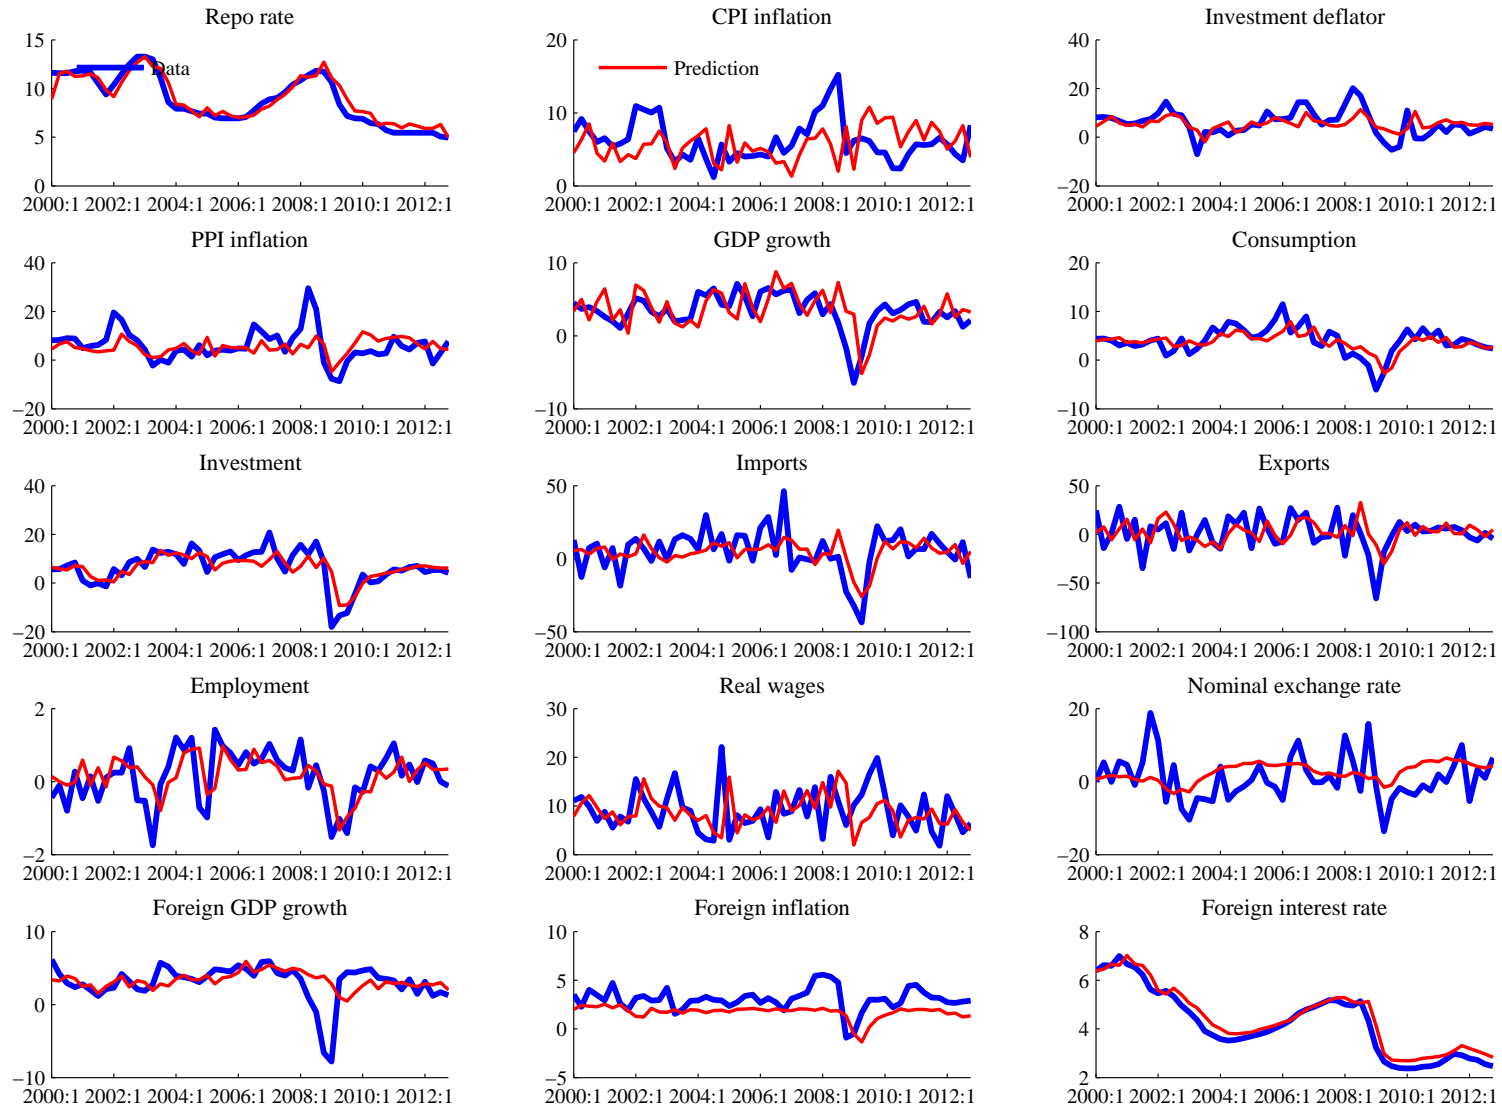 Repo rate
CPI inflation
Investment deflator
15
10
5
0
Data
2000:1 2002:1 2004:1 2006:1 2008:1 2010:1 2012:1
20
10
0
Prediction
2000:1 2002:1 2004:1 2006:1 2008:1 2010:1 2012:1
40
20
0
−20
2000:1 2002:1 2004:1 2006:1 2008:1 2010:1 2012:1
PPI inflation
GDP growth
Consumption
40
20
0
−20
2000:1 2002:1 2004:1 2006:1 2008:1 2010:1 2012:1
10
0
−10
2000:1 2002:1 2004:1 2006:1 2008:1 2010:1 2012:1
20
10
0
−10
2000:1 2002:1 2004:1 2006:1 2008:1 2010:1 2012:1
Investment
Imports
Exports
40
20
0
−20
2000:1 2002:1 2004:1 2006:1 2008:1 2010:1 2012:1
50
0
−50
2000:1 2002:1 2004:1 2006:1 2008:1 2010:1 2012:1
50
0
−50
−100
2000:1 2002:1 2004:1 2006:1 2008:1 2010:1 2012:1
Employment
Real wages
Nominal exchange rate
2
0
−2
2000:1 2002:1 2004:1 2006:1 2008:1 2010:1 2012:1
30
20
10
0
2000:1 2002:1 2004:1 2006:1 2008:1 2010:1 2012:1
20
0
−20
2000:1 2002:1 2004:1 2006:1 2008:1 2010:1 2012:1
Foreign GDP growth
Foreign inflation
Foreign interest rate
10
0
−10
2000:1 2002:1 2004:1 2006:1 2008:1 2010:1 2012:1
10
5
0
−5
2000:1 2002:1 2004:1 2006:1 2008:1 2010:1 2012:1
8
6
4
2
2000:1 2002:1 2004:1 2006:1 2008:1 2010:1 2012:1